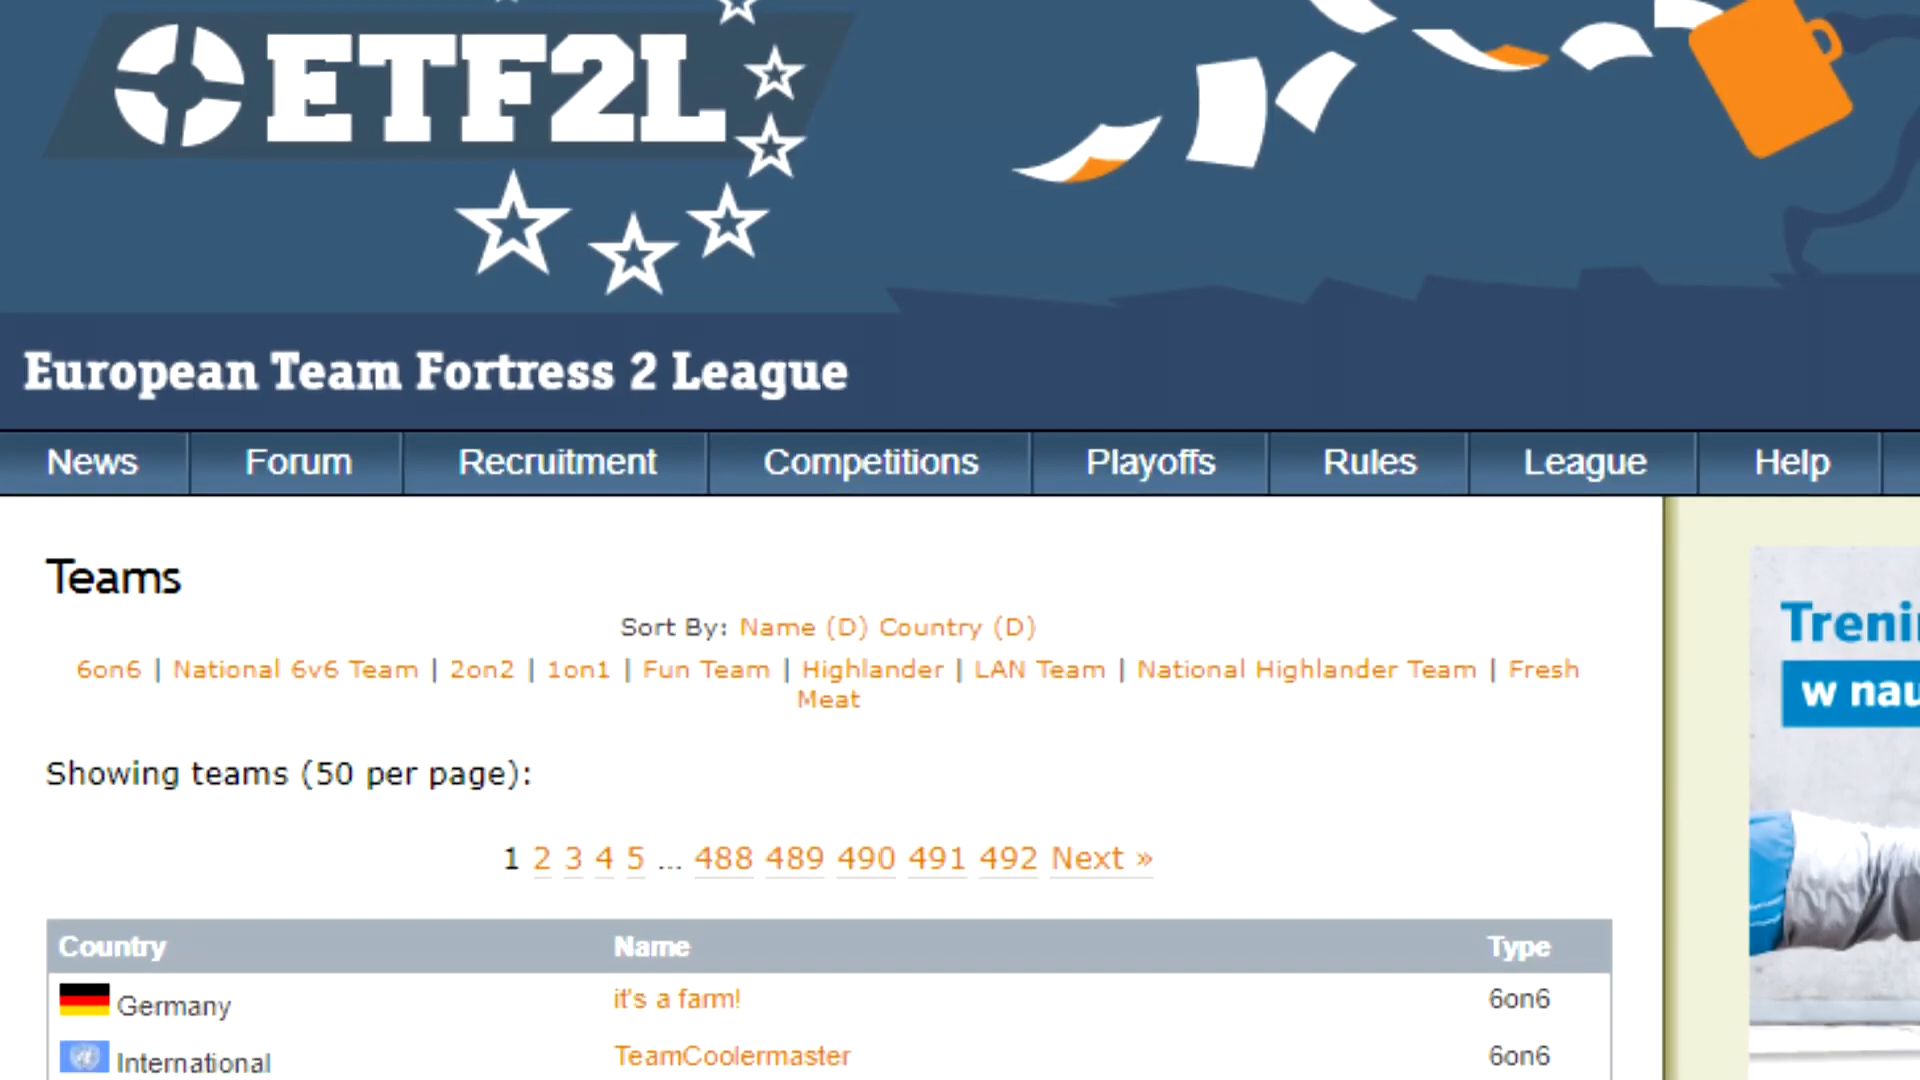 ETF2L
European Team Fortress 2 League
News Forum Recruitment Competitions Playoffs Rules League Help
Teams
Sort By: Name (D) Country (D)
6on6 | National 6v6 Team | 2on2 | 1on1 | Fun Team | Highlander | LAN Team | National Highlander Team | Fresh
Meat
Showing teams (50 per page):
1 2 3 4 5 ... 488 489 490 491 492 Next »
Country Name Type
Germany it's a farm! 6on6
International TeamCoolermaster 6on6
w